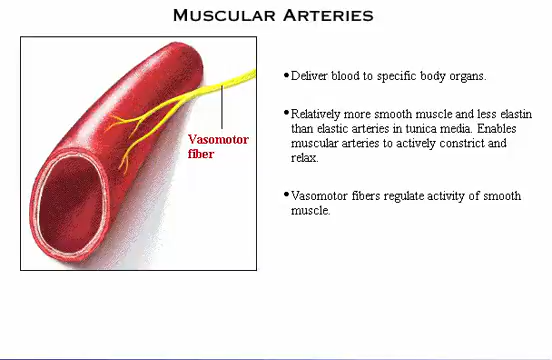 MUSCULAR ARTERIES
Vasomotor
fiber
•Deliver blood to specific body organs.
•Relatively more smooth muscle and less elastin
than elastic arteries in tunica media. Enables
muscular arteries to actively constrict and
relax.
•Vasomotor fibers regulate activity of smooth
muscle.